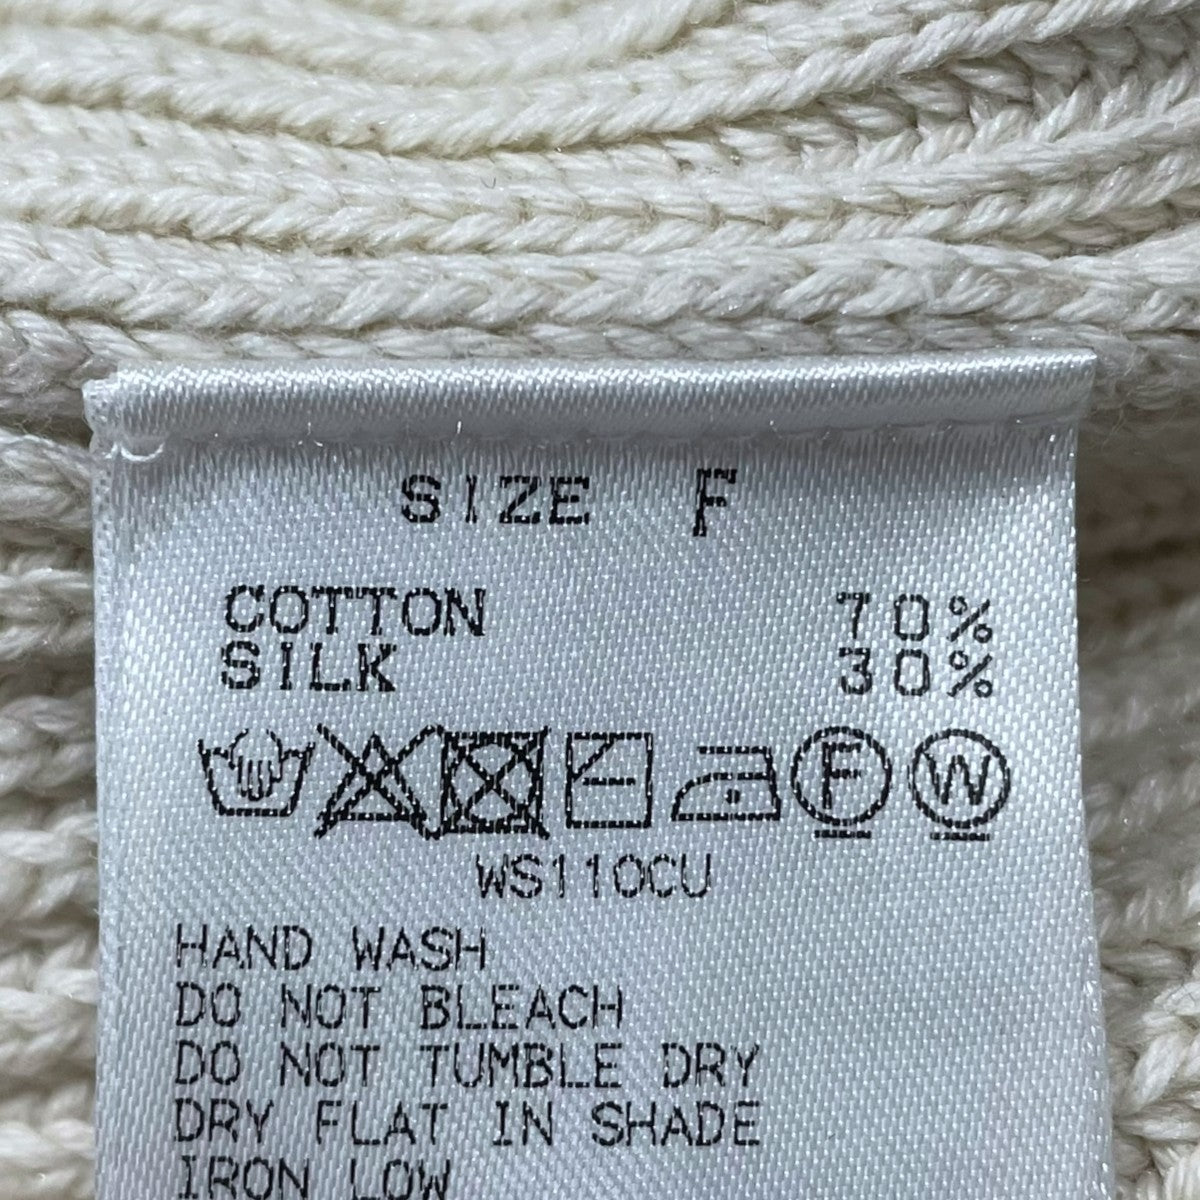 SIZE F
COTTON 70%
SILK 30%
F W
WS110CU
HAND WASH
DO NOT BLEACH
DO NOT TUMBLE DRY
DRY FLAT IN SHADE
IRON LOW